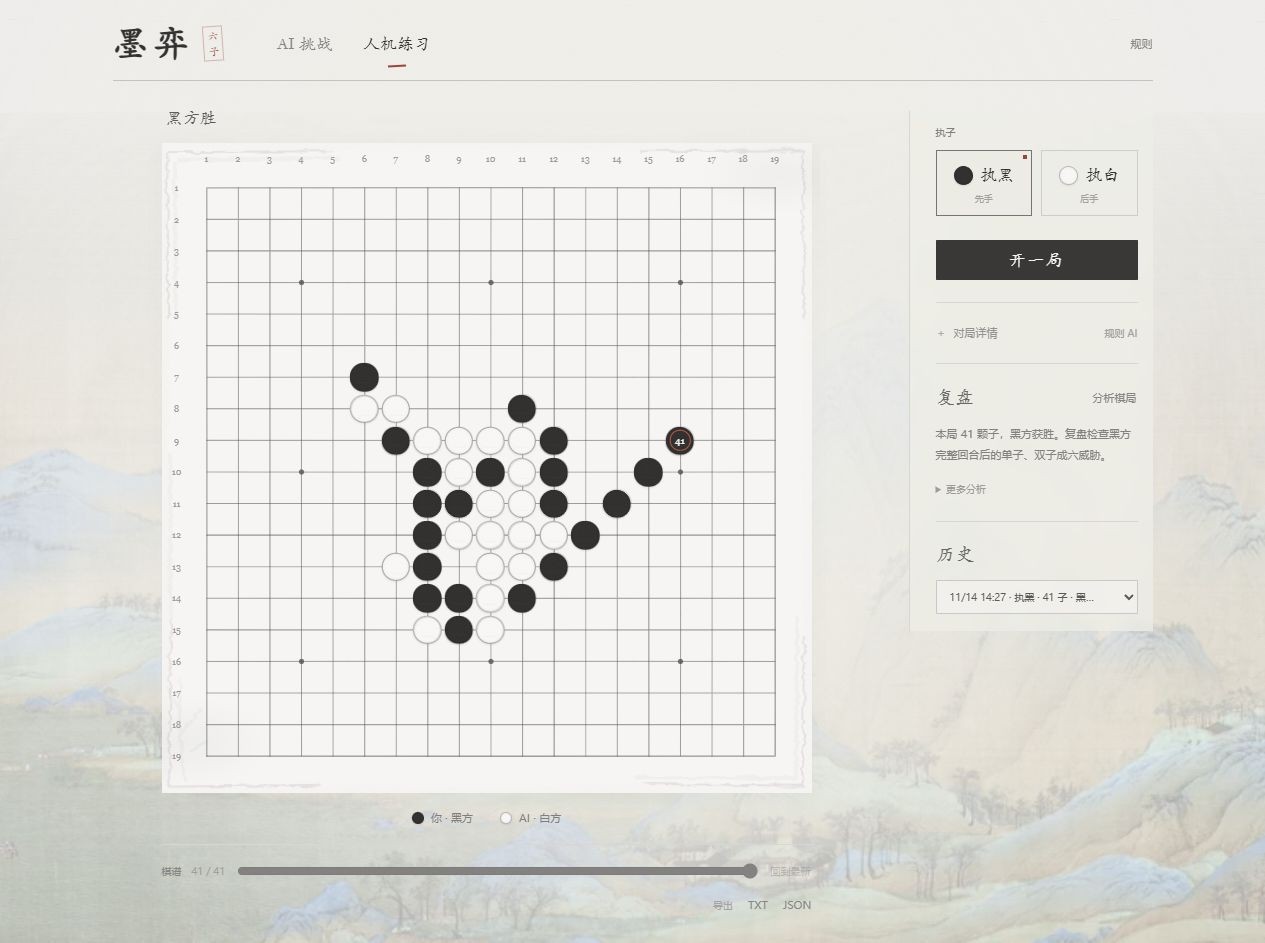 墨弈 六子 AI 挑战 人机练习 规则
黑方胜
1 2 3 4 5 6 7 8 9 10 11 12 13 14 15 16 17 18 19
1
2
3
4
5
6
7
8
9
10
11
12
13
14
15
16
17
18
19
41
你 · 黑方 AI · 白方
棋谱 41 / 41 回到最新
导出 TXT JSON
执子
执黑 执白
先手 后手
开一局
+ 对局详情 规则 AI
复盘 分析棋局
本局 41 颗子，黑方获胜。复盘检查黑方
完整回合后的单子、双子成六威胁。
▶ 更多分析
历史
11/14 14:27 · 执黑 · 41 子 · 黑...